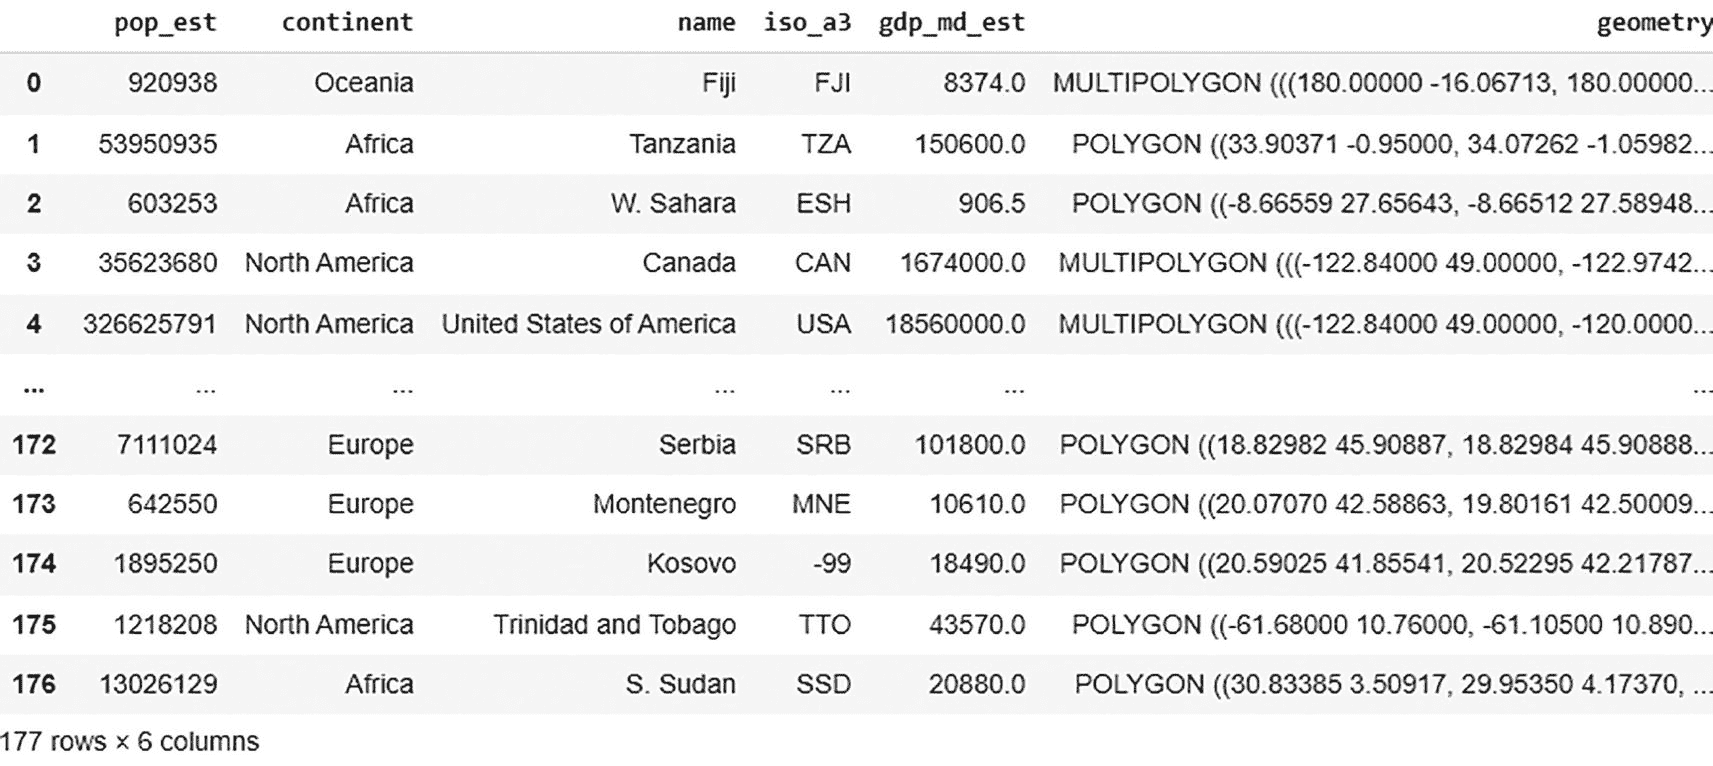 pop_est continent name iso_a3 gdp_md_est geometry
0 920938 Oceania Fiji FJI 8374.0 MULTIPOLYGON (((180.00000 -16.06713, 180.00000...
1 53950935 Africa Tanzania TZA 150600.0 POLYGON ((33.90371 -0.95000, 34.07262 -1.05982...
2 603253 Africa W. Sahara ESH 906.5 POLYGON ((-8.66559 27.65643, -8.66512 27.58948...
3 35623680 North America Canada CAN 1674000.0 MULTIPOLYGON (((-122.84000 49.00000, -122.9742...
4 326625791 North America United States of America USA 18560000.0 MULTIPOLYGON (((-122.84000 49.00000, -120.0000...
... ... ... ... ... ... ...
172 7111024 Europe Serbia SRB 101800.0 POLYGON ((18.82982 45.90887, 18.82984 45.90888...
173 642550 Europe Montenegro MNE 10610.0 POLYGON ((20.07070 42.58863, 19.80161 42.50009...
174 1895250 Europe Kosovo -99 18490.0 POLYGON ((20.59025 41.85541, 20.52295 42.21787...
175 1218208 North America Trinidad and Tobago TTO 43570.0 POLYGON ((-61.68000 10.76000, -61.10500 10.890...
176 13026129 Africa S. Sudan SSD 20880.0 POLYGON ((30.83385 3.50917, 29.95350 4.17370, ...
177 rows × 6 columns